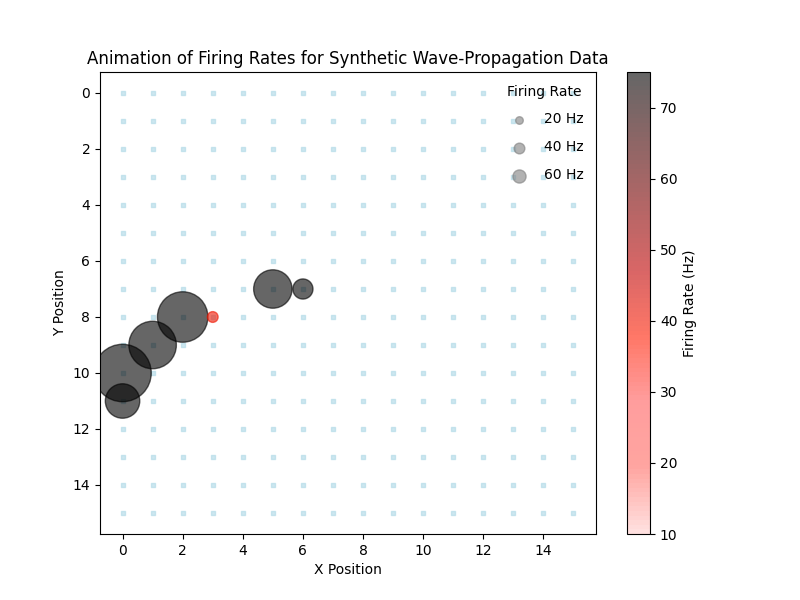 Animation of Firing Rates for Synthetic Wave-Propagation Data
Firing Rate
20 Hz
40 Hz
60 Hz
Y Position
0
2
4
6
8
10
12
14
0 2 4 6 8 10 12 14
X Position
70
60
50
40
30
20
10
Firing Rate (Hz)